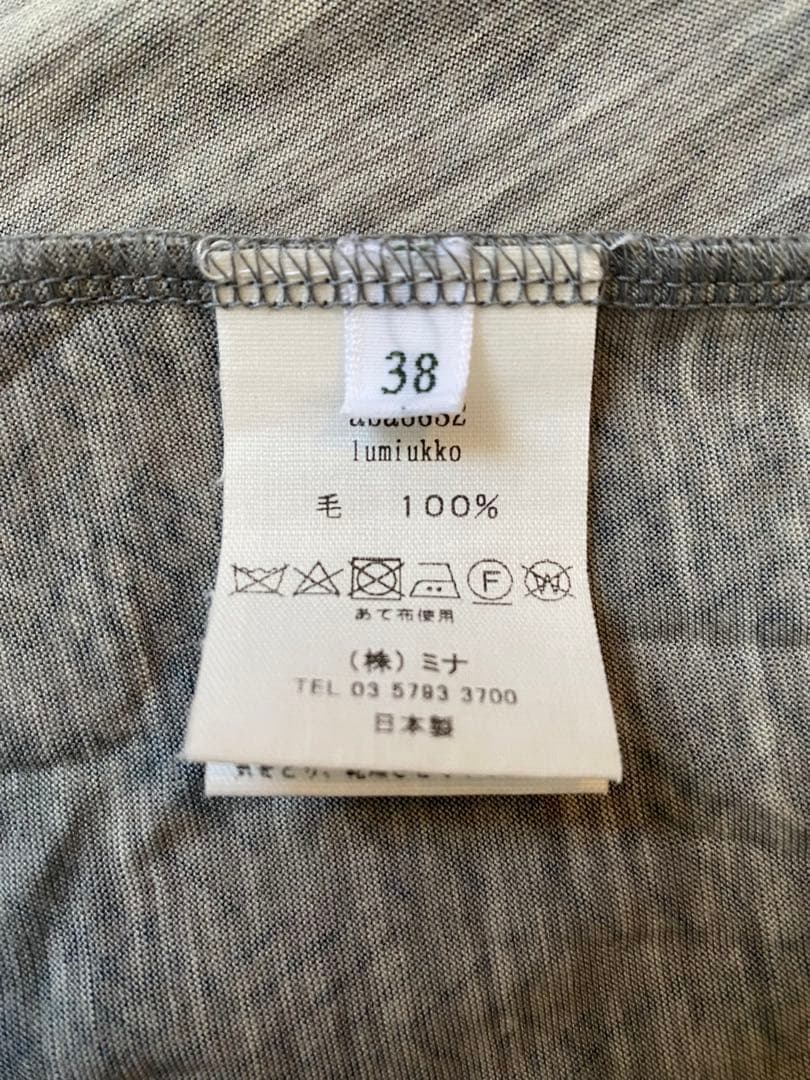 38
lumiukko
毛 100%
F W
あて布使用
(株)ミナ
TEL 03 5793 3700
日本製